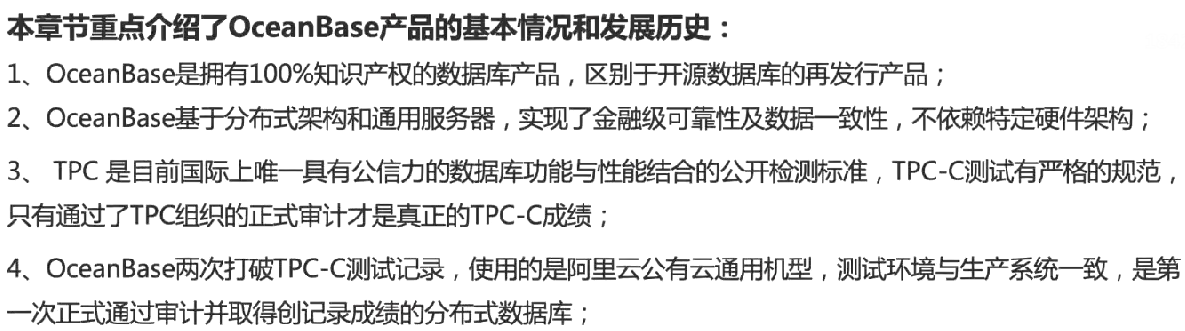 本章节重点介绍了OceanBase产品的基本情况和发展历史：
1、OceanBase是拥有100%知识产权的数据库产品，区别于开源数据库的再发行产品；
2、OceanBase基于分布式架构和通用服务器，实现了金融级可靠性及数据一致性，不依赖特定硬件架构；
3、 TPC 是目前国际上唯一具有公信力的数据库功能与性能结合的公开检测标准，TPC-C测试有严格的规范，
只有通过了TPC组织的正式审计才是真正的TPC-C成绩；
4、OceanBase两次打破TPC-C测试记录，使用的是阿里云公有云通用机型，测试环境与生产系统一致，是第
一次正式通过审计并取得创记录成绩的分布式数据库；